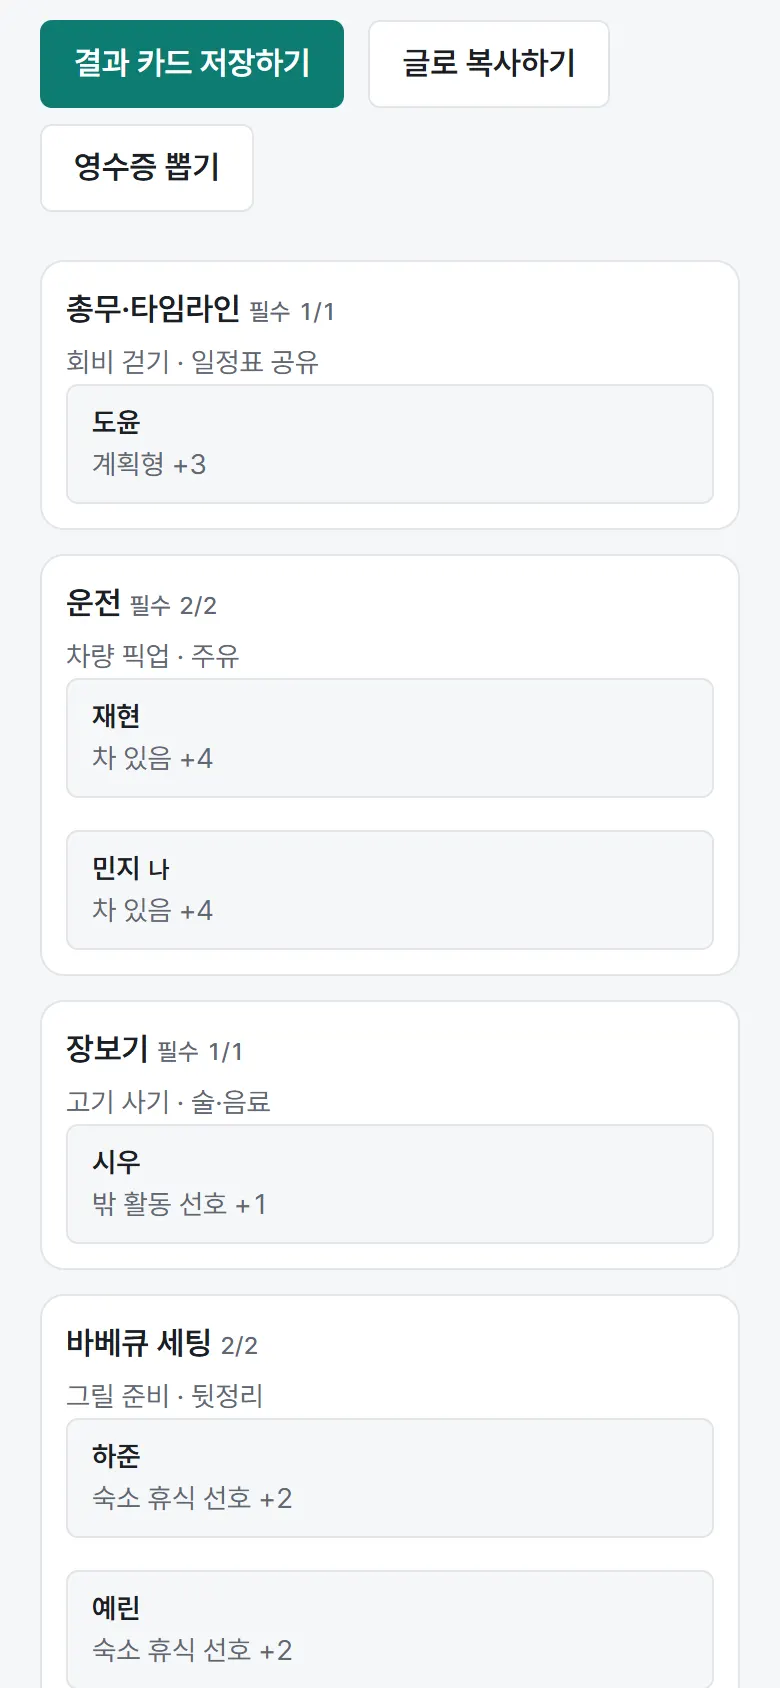 결과 카드 저장하기
글로 복사하기
영수증 뽑기
총무·타임라인 필수 1/1
회비 걷기 · 일정표 공유
도윤
계획형 +3
운전 필수 2/2
차량 픽업 · 주유
재현
차 있음 +4
민지 나
차 있음 +4
장보기 필수 1/1
고기 사기 · 술·음료
시우
밖 활동 선호 +1
바베큐 세팅 2/2
그릴 준비 · 뒷정리
하준
숙소 휴식 선호 +2
예린
숙소 휴식 선호 +2